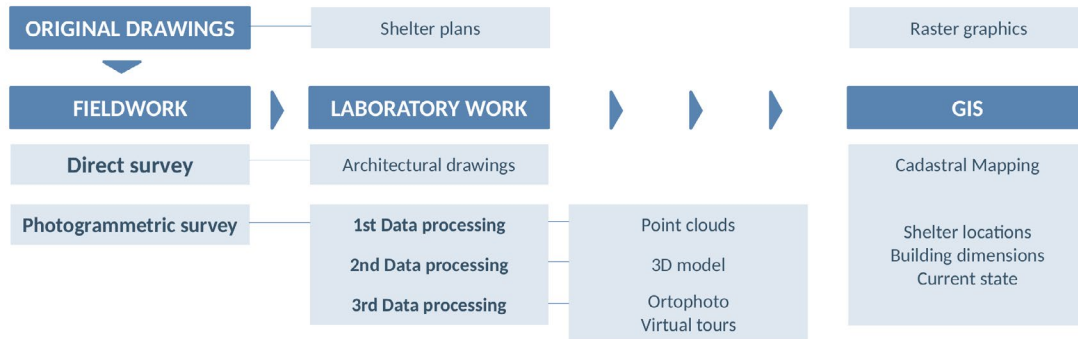 ORIGINAL DRAWINGS
Shelter plans
Raster graphics
FIELDWORK
LABORATORY WORK
GIS
Direct survey
Architectural drawings
Cadastral Mapping
Photogrammetric survey
1st Data processing
Point clouds
Shelter locations
Building dimensions
Current state
2nd Data processing
3D model
3rd Data processing
Ortophoto
Virtual tours